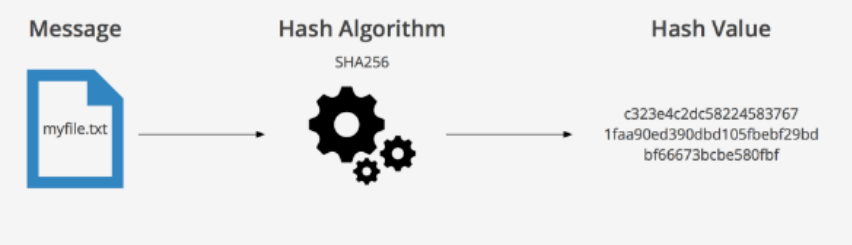 Message
Hash Algorithm
Hash Value
SHA256
myfile.txt
c323e4c2dc58224583767
1faa90ed390dbd105fbebf29bd
bf66673bcbe580fbf